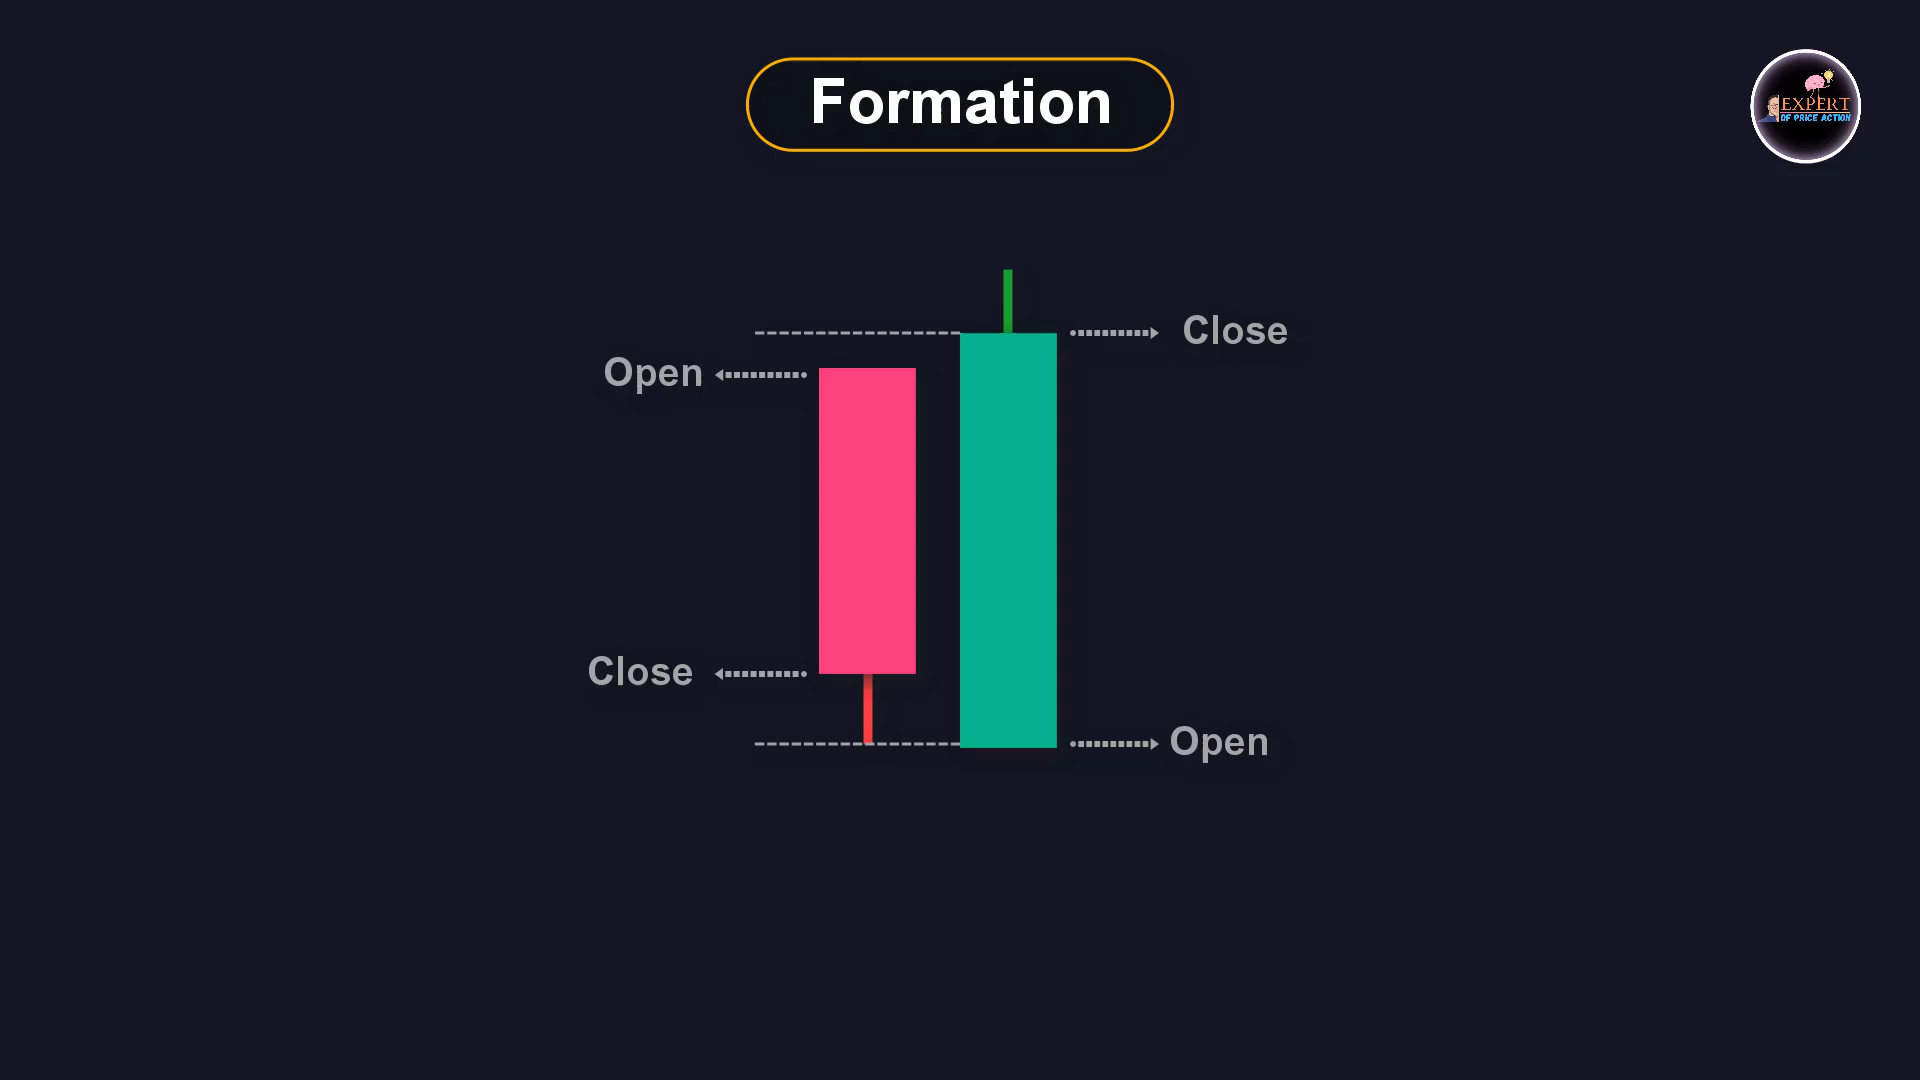 Formation
EXPERT
OF PRICE ACTION
Close
Open
Close
Open